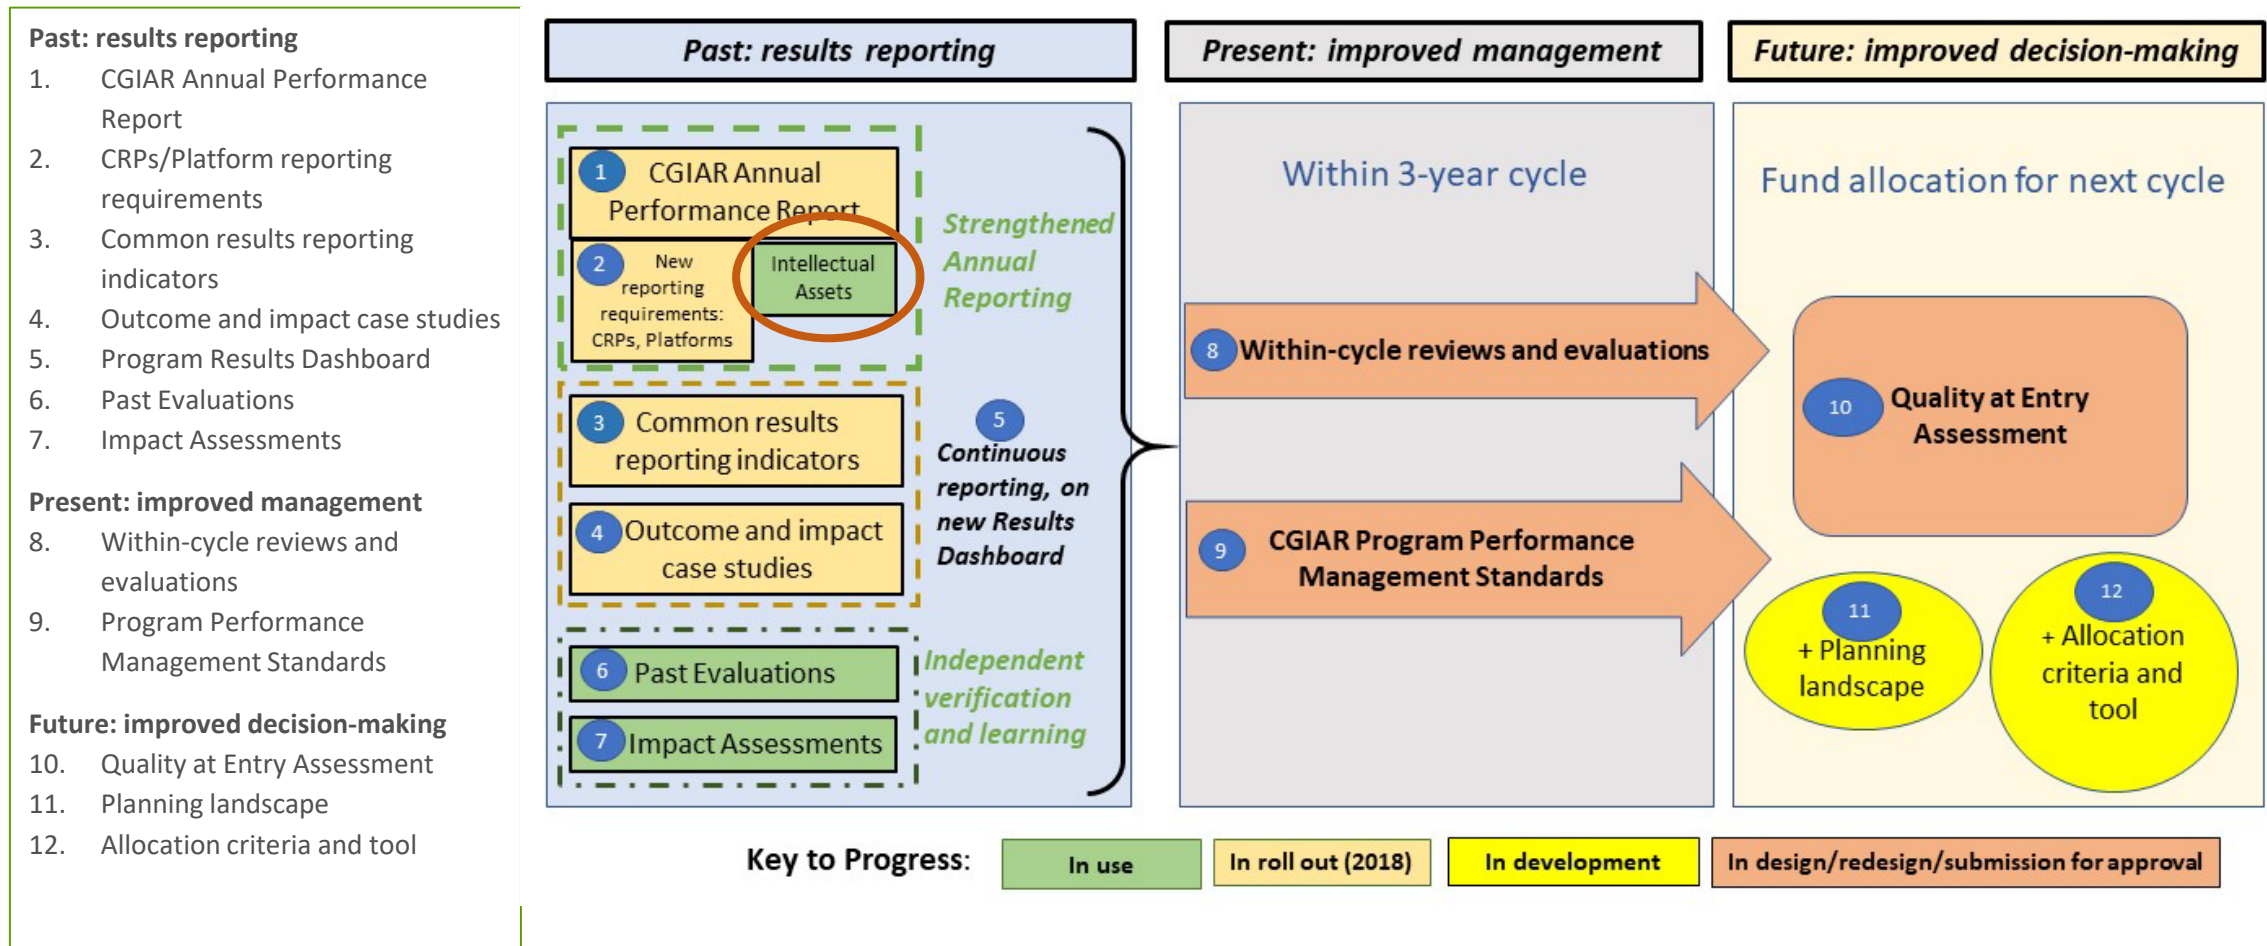 Past: results reporting
1. CGIAR Annual Performance
Report
2. CRPs/Platform reporting
requirements
3. Common results reporting
indicators
4. Outcome and impact case studies
5. Program Results Dashboard
6. Past Evaluations
7. Impact Assessments
Present: improved management
8. Within-cycle reviews and
evaluations
9. Program Performance
Management Standards
Future: improved decision-making
10. Quality at Entry Assessment
11. Planning landscape
12. Allocation criteria and tool
Past: results reporting
1 CGIAR Annual
Performance Report
2 New
reporting
requirements:
CRPs, Platforms
Intellectual
Assets
Strengthened
Annual
Reporting
3 Common results
reporting indicators
4 Outcome and impact
case studies
5
Continuous
reporting, on
new Results
Dashboard
6 Past Evaluations
7 Impact Assessments
Independent
verification
and learning
Present: improved management
Within 3-year cycle
8 Within-cycle reviews and evaluations
9 CGIAR Program Performance
Management Standards
Future: improved decision-making
Fund allocation for next cycle
10 Quality at Entry
Assessment
11
+ Planning
landscape
12
+ Allocation
criteria and
tool
Key to Progress:
In use
In roll out (2018)
In development
In design/redesign/submission for approval